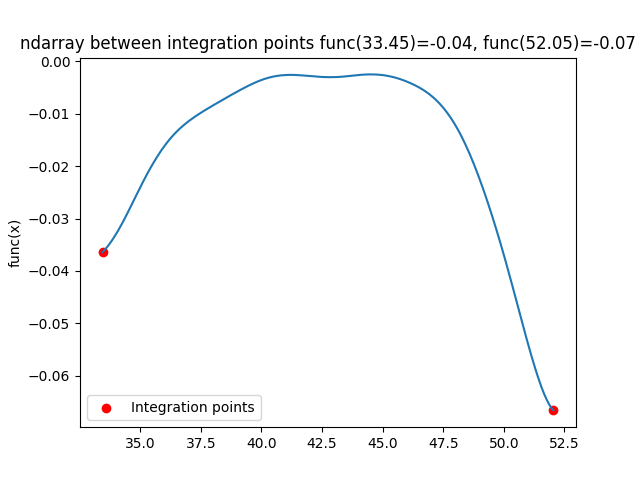 ndarray between integration points func(33.45)=-0.04, func(52.05)=-0.07
0.00
−0.01
−0.02
−0.03
−0.04
−0.05
−0.06
func(x)
Integration points
35.0 37.5 40.0 42.5 45.0 47.5 50.0 52.5